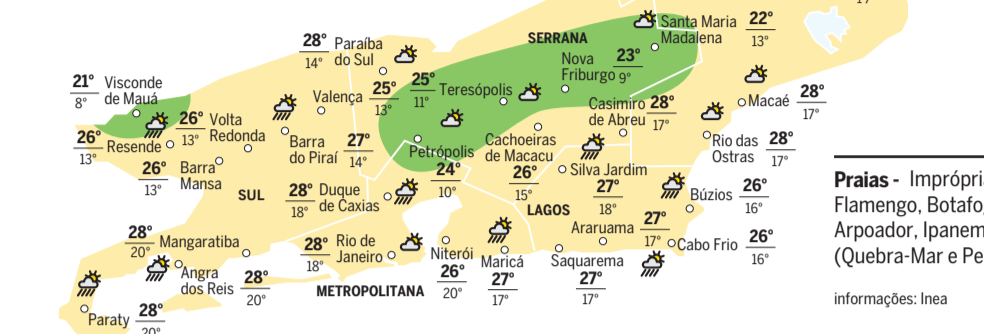 17°
Santa Maria
Madalena
22°
13°
SERRANA
28°
14°
Paraíba
do Sul
Nova
Friburgo
23°
9°
21°
8°
Visconde
de Mauá
25°
13°
25°
11°
Teresópolis
Valença
Casimiro
de Abreu
28°
17°
Macaé
28°
17°
26°
13°
Volta
Redonda
26°
13°
Resende
Barra
do Piraí
27°
14°
Petrópolis
24°
10°
Cachoeiras
de Macacu
26°
15°
Rio das
Ostras
28°
17°
26°
13°
Barra
Mansa
Silva Jardim
27°
18°
SUL
28°
18°
Duque
de Caxias
Búzios
26°
16°
LAGOS
Araruama
27°
17°
28°
20°
Mangaratiba
28°
18°
Rio de
Janeiro
Niterói
26°
20°
Maricá
27°
17°
Saquarema
27°
17°
Cabo Frio
26°
16°
Angra
dos Reis
28°
20°
METROPOLITANA
Paraty
28°
20°
Praias - Imprópri
Flamengo, Botafo
Arpoador, Ipanem
(Quebra-Mar e Pe
informações: Inea